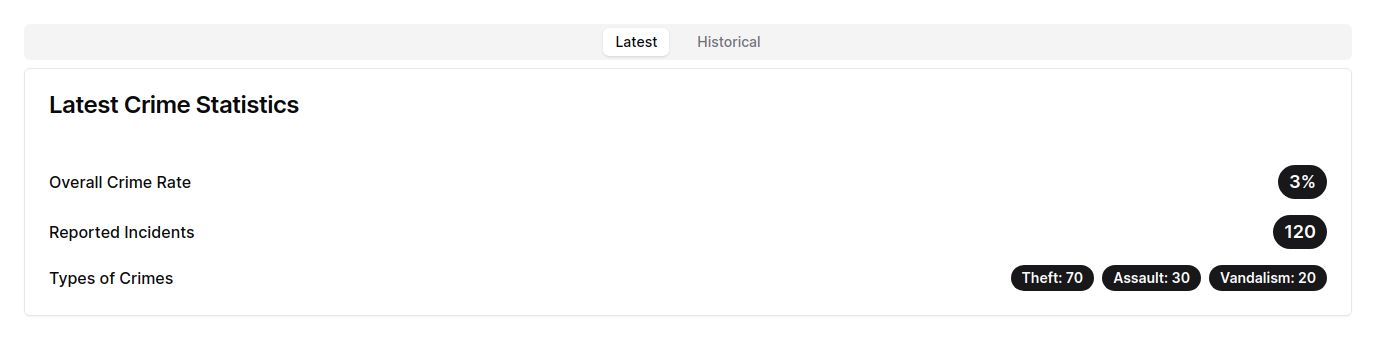 Latest Historical
Latest Crime Statistics
Overall Crime Rate 3%
Reported Incidents 120
Types of Crimes Theft: 70 Assault: 30 Vandalism: 20